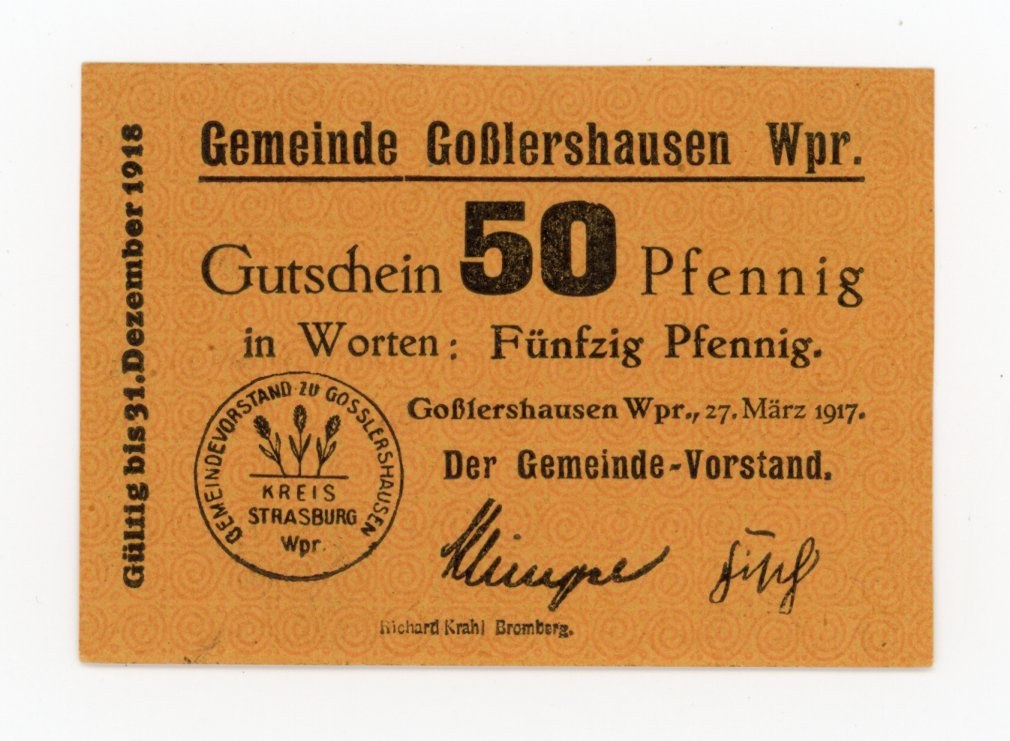 Gültig bis 31. Dezember 1918
Gemeinde Goßlershausen Wpr.
Gutschein 50 Pfennig
in Worten: Fünfzig Pfennig.
Goßlershausen Wpr., 27. März 1917.
Der Gemeinde-Vorstand.
GEMEINDEVORSTAND ZU GOSSLERSHAUSEN
KREIS
STRASBURG
Wpr.
Richard Krahl Bromberg.